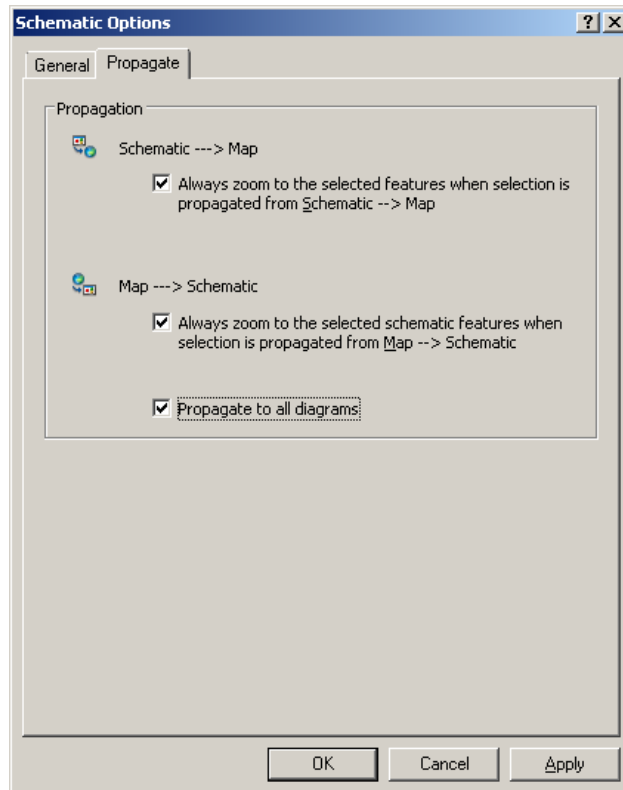 Schematic Options
General
Propagate
Propagation
Schematic ---> Map
Always zoom to the selected features when selection is
propagated from Schematic --> Map
Map ---> Schematic
Always zoom to the selected schematic features when
selection is propagated from Map --> Schematic
Propagate to all diagrams
OK
Cancel
Apply